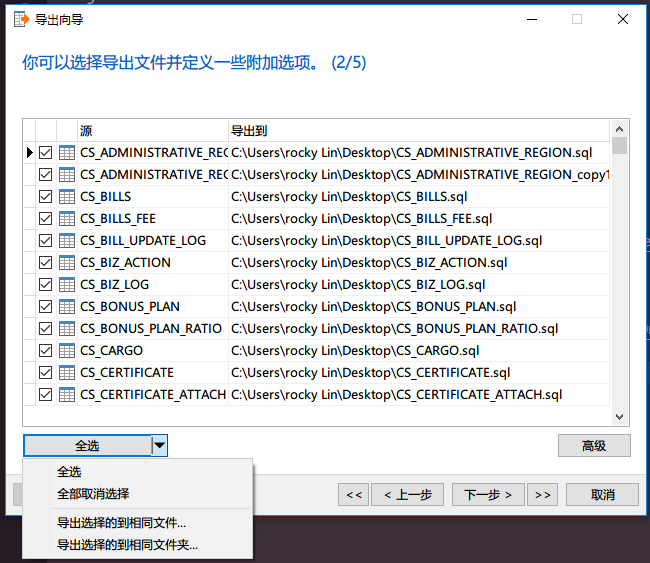 导出向导
你可以选择导出文件并定义一些附加选项。 (2/5)
源 导出到
CS_ADMINISTRATIVE_REG C:\Users\rocky Lin\Desktop\CS_ADMINISTRATIVE_REGION.sql
CS_ADMINISTRATIVE_REG C:\Users\rocky Lin\Desktop\CS_ADMINISTRATIVE_REGION_copy1
CS_BILLS C:\Users\rocky Lin\Desktop\CS_BILLS.sql
CS_BILLS_FEE C:\Users\rocky Lin\Desktop\CS_BILLS_FEE.sql
CS_BILL_UPDATE_LOG C:\Users\rocky Lin\Desktop\CS_BILL_UPDATE_LOG.sql
CS_BIZ_ACTION C:\Users\rocky Lin\Desktop\CS_BIZ_ACTION.sql
CS_BIZ_LOG C:\Users\rocky Lin\Desktop\CS_BIZ_LOG.sql
CS_BONUS_PLAN C:\Users\rocky Lin\Desktop\CS_BONUS_PLAN.sql
CS_BONUS_PLAN_RATIO C:\Users\rocky Lin\Desktop\CS_BONUS_PLAN_RATIO.sql
CS_CARGO C:\Users\rocky Lin\Desktop\CS_CARGO.sql
CS_CERTIFICATE C:\Users\rocky Lin\Desktop\CS_CERTIFICATE.sql
CS_CERTIFICATE_ATTACH C:\Users\rocky Lin\Desktop\CS_CERTIFICATE_ATTACH.sql
全选 高级
全选
全部取消选择
<< < 上一步 下一步 > >> 取消
导出选择的到相同文件...
导出选择的到相同文件夹...